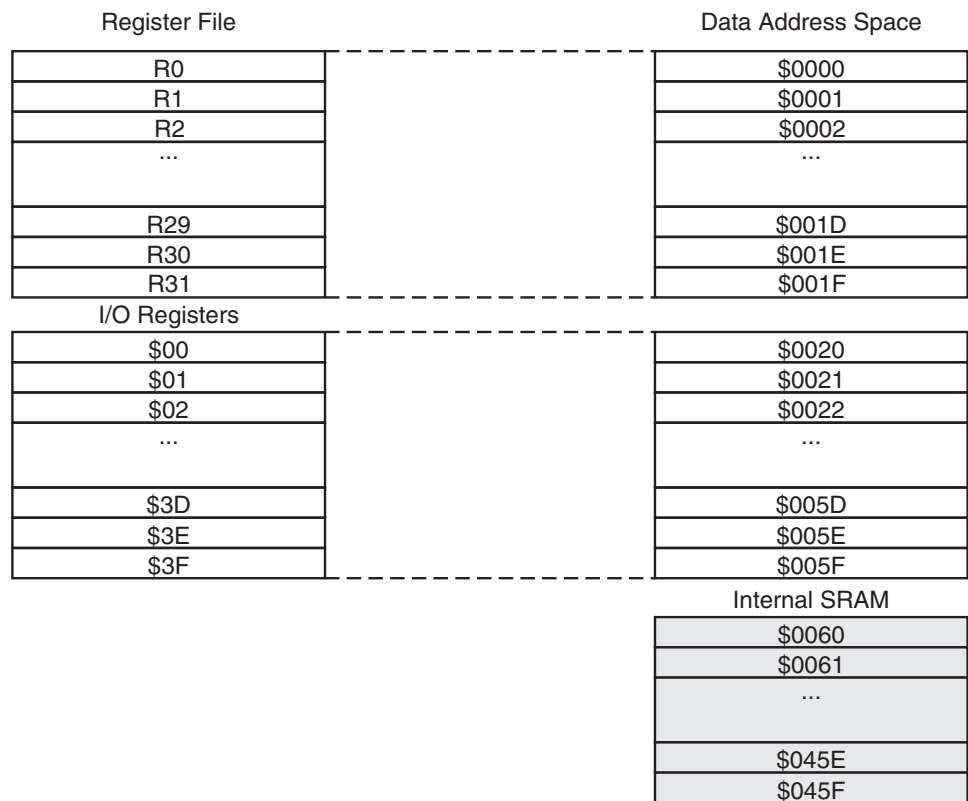 Register File Data Address Space
R0 $0000
R1 $0001
R2 $0002
... ...
R29 $001D
R30 $001E
R31 $001F
I/O Registers
$00 $0020
$01 $0021
$02 $0022
... ...
$3D $005D
$3E $005E
$3F $005F
Internal SRAM
$0060
$0061
...
$045E
$045F